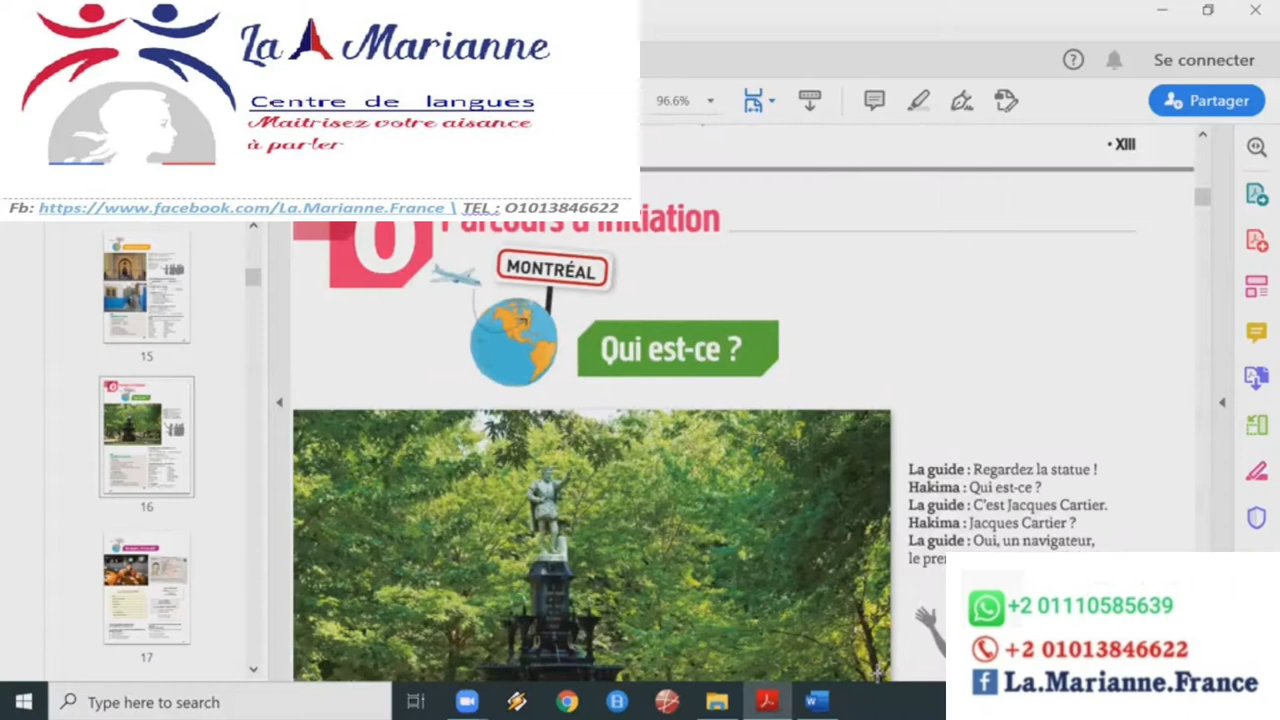 La Marianne
Centre de langues
Maitrisez votre aisance
à parler
Fb: https://www.facebook.com/La.Marianne.France \ TEL : O1013846622
Se connecter
96.6%
Partager
• XIII
0 Parcours d'initiation
MONTRÉAL
Qui est-ce ?
15
16
17
La guide : Regardez la statue !
Hakima : Qui est-ce ?
La guide : C'est Jacques Cartier.
Hakima : Jacques Cartier ?
La guide : Oui, un navigateur,
le
+2 01110585639
+2 01013846622
La.Marianne.France
Type here to search